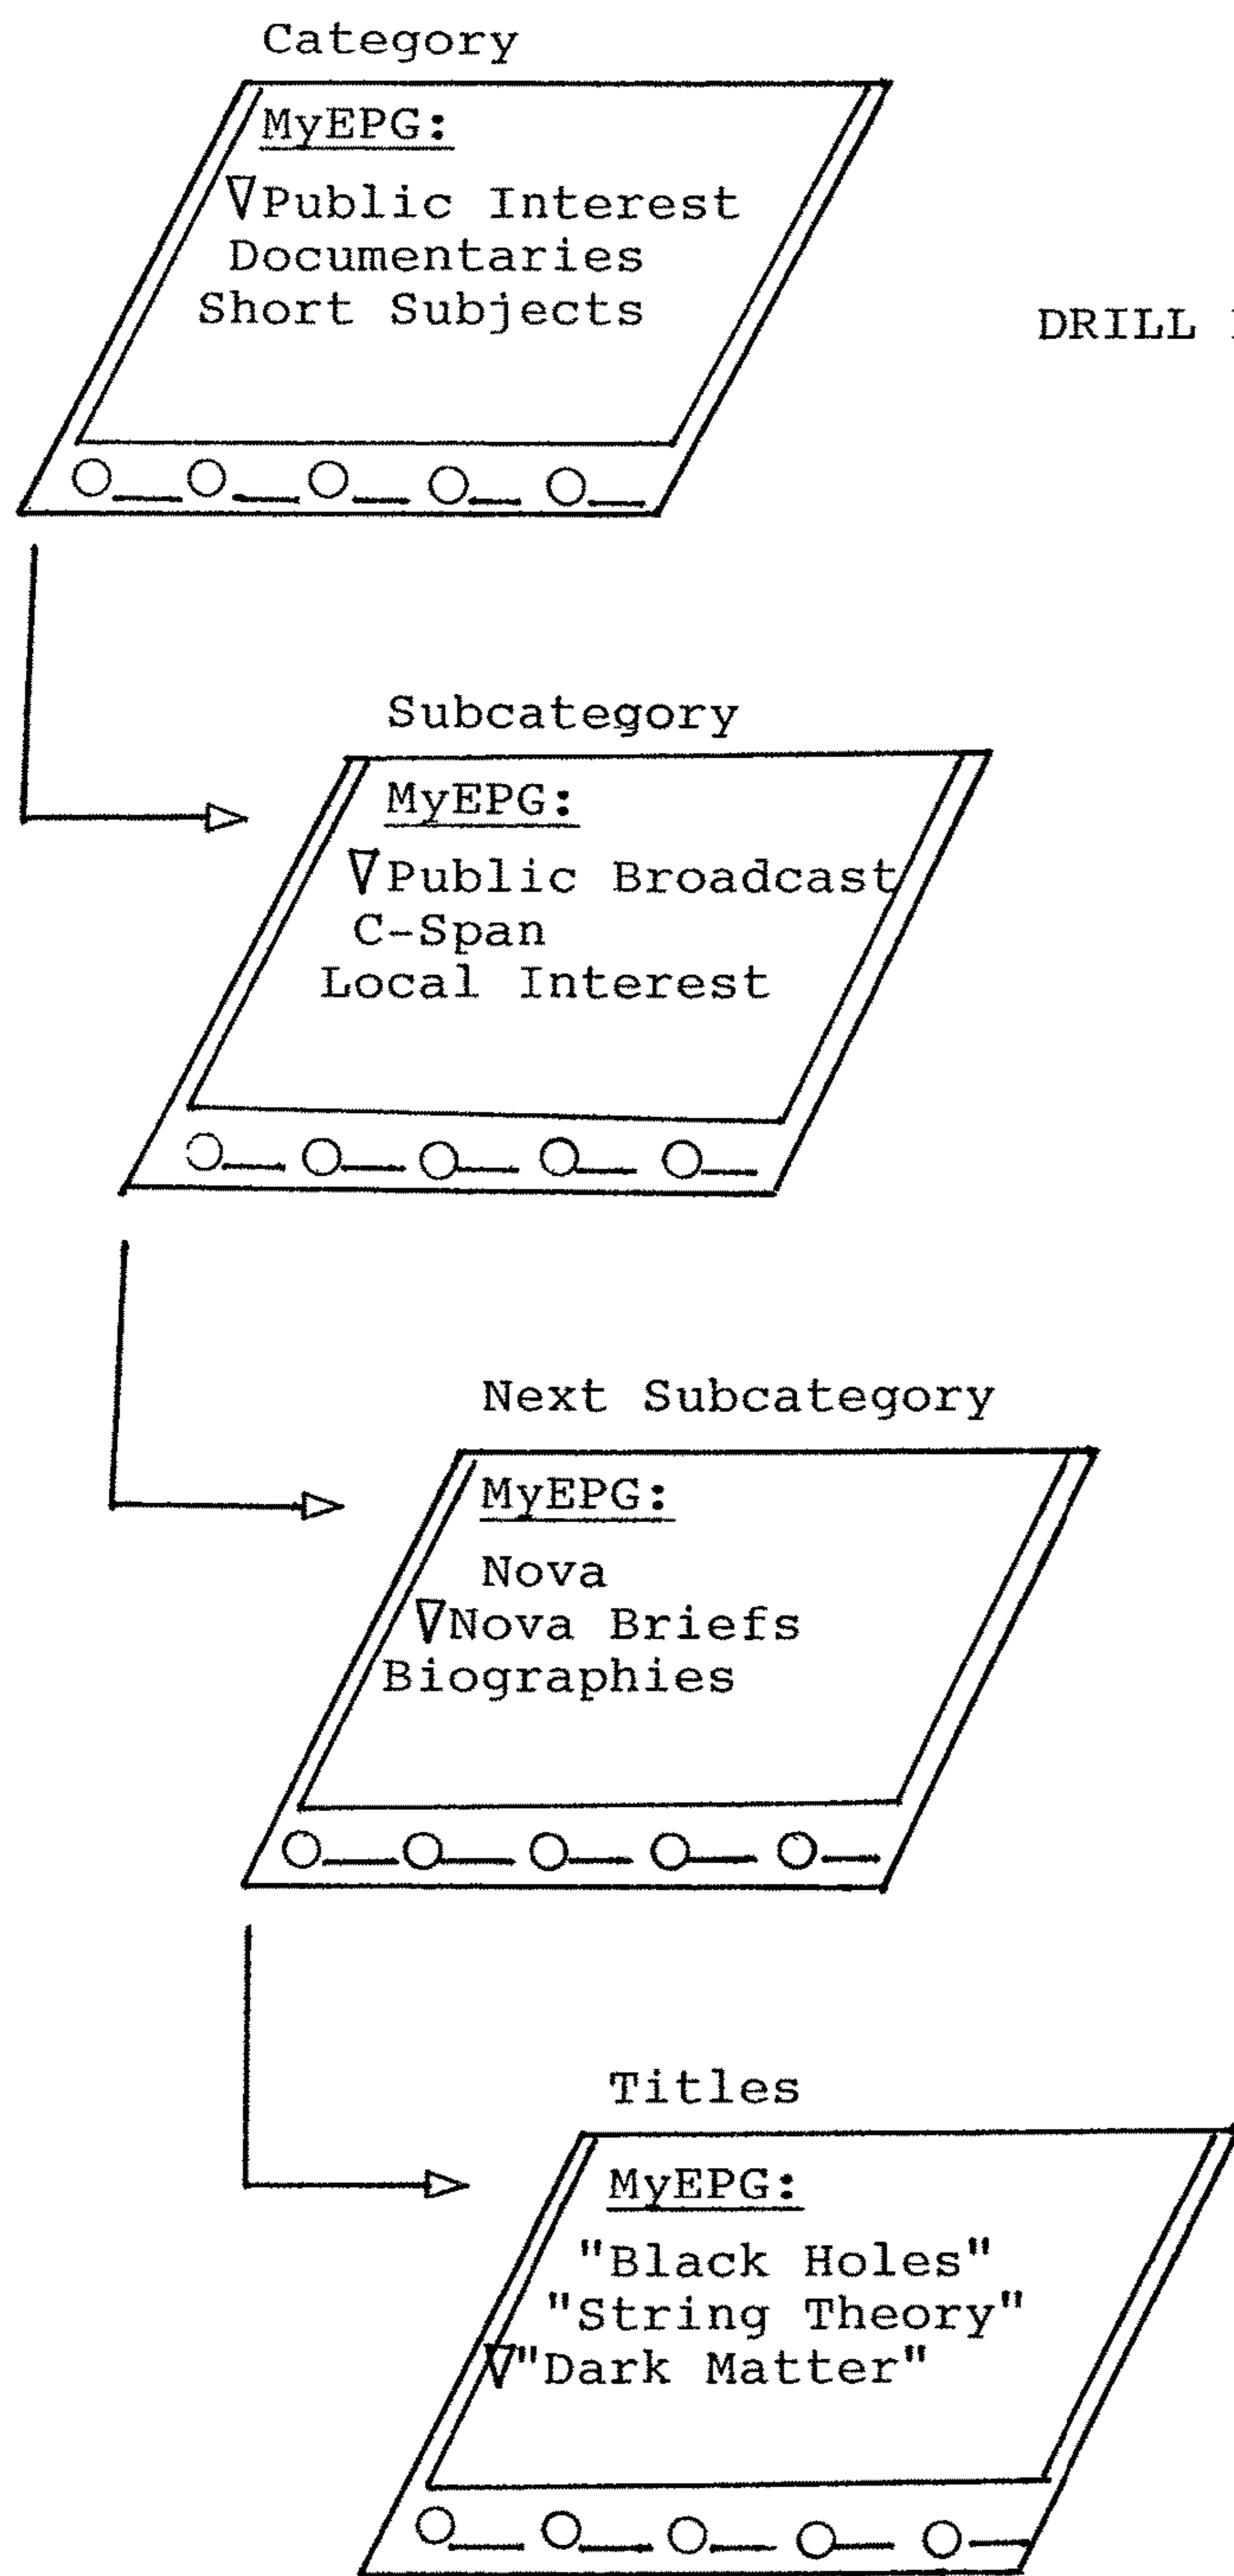 Category
MyEPG:
Public Interest
Documentaries
Short Subjects
DRILL
Subcategory
MyEPG:
Public Broadcast
C-Span
Local Interest
Next Subcategory
MyEPG:
Nova
Nova Briefs
Biographies
Titles
MyEPG:
"Black Holes"
"String Theory"
"Dark Matter"